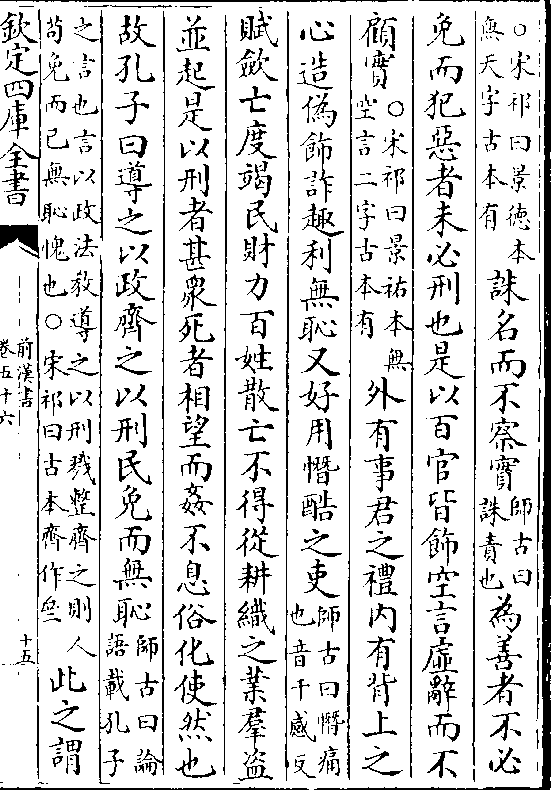 ○宋祁曰景德本無天字古本有誅名而不察實師古曰誅責也為善者不必
免而犯惡者未必刑也是以百官皆飾空言虛辭而不
顧實○宋祁曰景祐本無空言二字古本有外有事君之禮内有背上之
心造偽飾詐趣利無恥又好用憯酷之吏師古曰憯痛也音千感反
賦斂亡度竭民財力百姓散亡不得從耕織之業羣盗
並起是以刑者甚衆死者相望而姦不息俗化使然也
故孔子曰導之以政齊之以刑民免而無恥師古曰論語載孔子
之言也言以政法教導之以刑戮整齊之則人苟免而已無恥愧也○宋祁曰古本齊作亝此之謂
欽定四庫全書
前漢書
卷五十六
十五